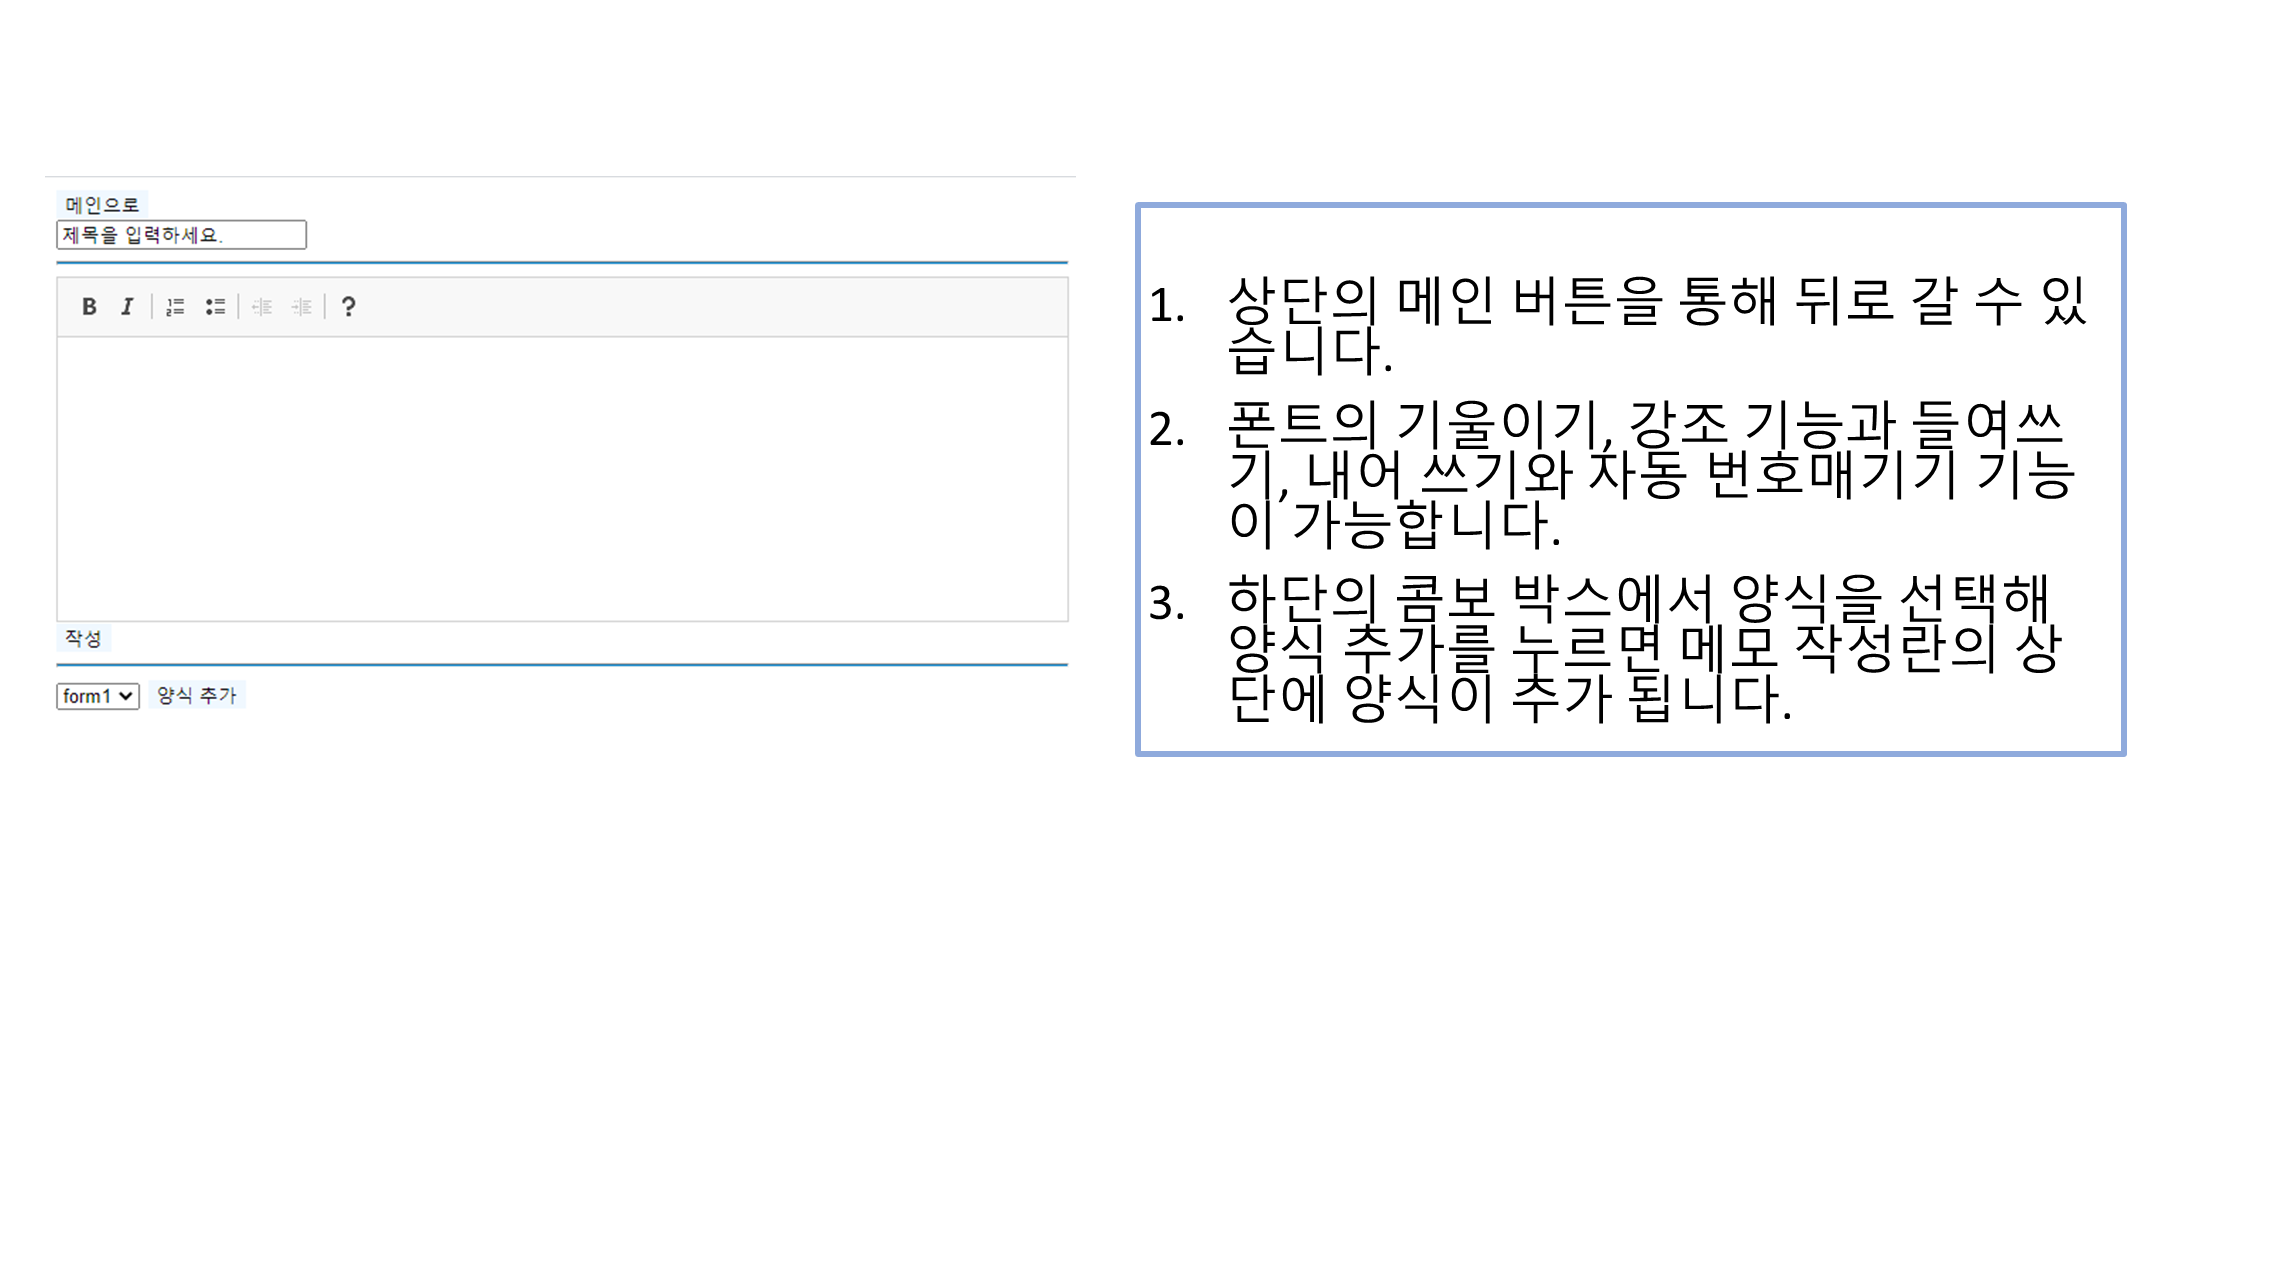 메인으로
제목을 입력하세요.
B I ?
작성
form1 양식 추가
1. 상단의 메인 버튼을 통해 뒤로 갈 수 있
습니다.
2. 폰트의 기울이기, 강조 기능과 들여쓰
기, 내어 쓰기와 자동 번호매기기 기능
이 가능합니다.
3. 하단의 콤보 박스에서 양식을 선택해
양식 추가를 누르면 메모 작성란의 상
단에 양식이 추가 됩니다.